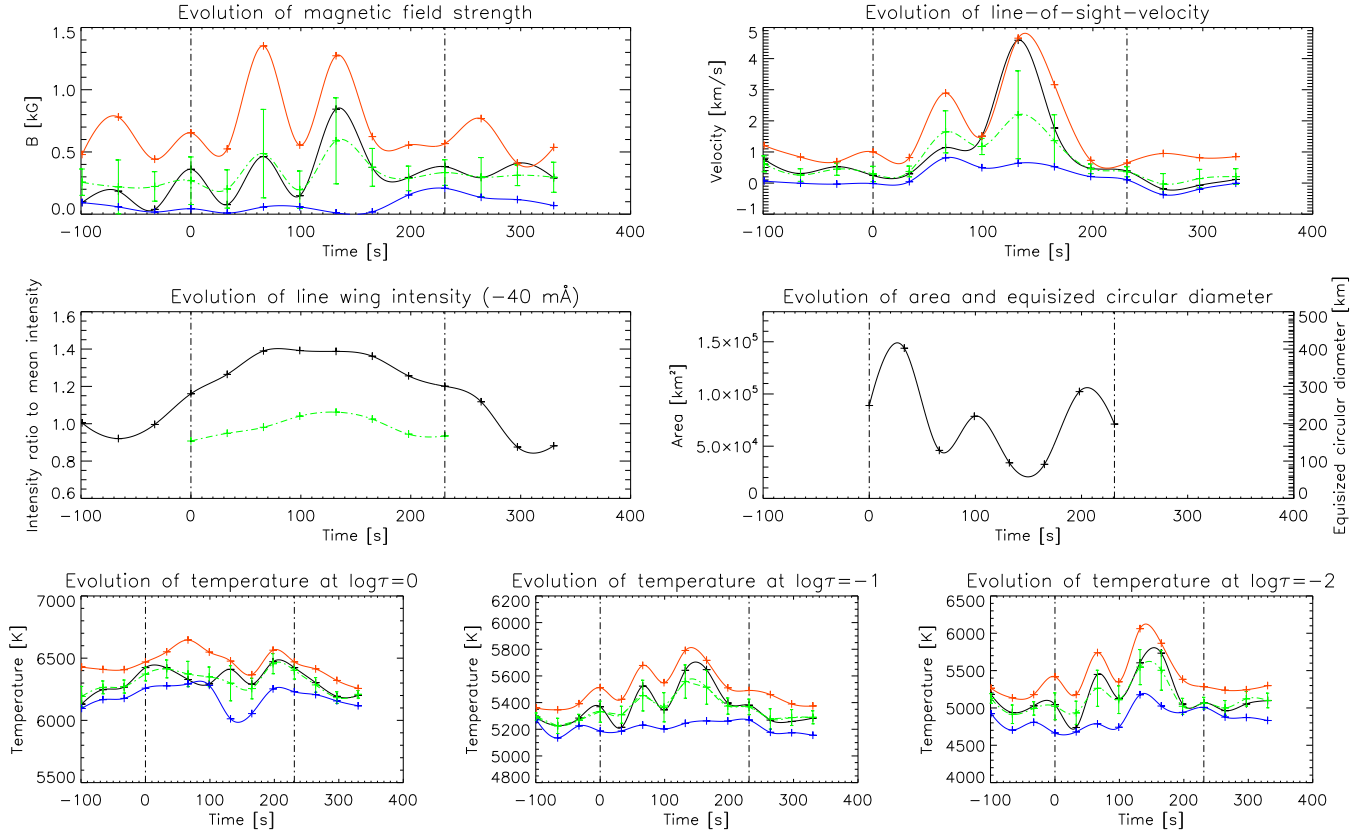 Evolution of magnetic field strength
B [kG]
1.5
1.0
0.5
0.0
-100 0 100 200 300 400
Time [s]
Evolution of line-of-sight-velocity
Velocity [km/s]
5
4
3
2
1
0
-1
-100 0 100 200 300 400
Time [s]
Evolution of line wing intensity (-40 mÅ)
Intensity ratio to mean intensity
1.6
1.4
1.2
1.0
0.8
0.6
-100 0 100 200 300 400
Time [s]
Evolution of area and equisized circular diameter
Area [km²]
1.5×10⁵
1.0×10⁵
5.0×10⁴
0
Equisized circular diameter [km]
500
400
300
200
100
0
-100 0 100 200 300 400
Time [s]
Evolution of temperature at logτ=0
Temperature [K]
7000
6500
6000
5500
-100 0 100 200 300 400
Time [s]
Evolution of temperature at logτ=-1
Temperature [K]
6200
6000
5800
5600
5400
5200
5000
4800
-100 0 100 200 300 400
Time [s]
Evolution of temperature at logτ=-2
Temperature [K]
6500
6000
5500
5000
4500
4000
-100 0 100 200 300 400
Time [s]